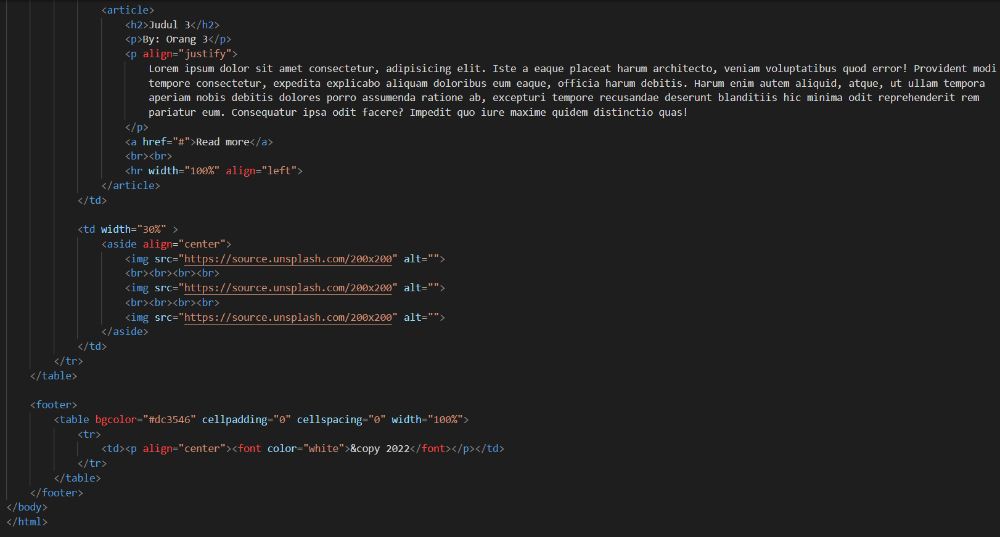 <article>
<h2>Judul 3</h2>
<p>By: Orang 3</p>
<p align="justify">
Lorem ipsum dolor sit amet consectetur, adipisicing elit. Iste a eaque placeat harum architecto, veniam voluptatibus quod error! Provident modi
tempore consectetur, expedita explicabo aliquam doloribus eum eaque, officia harum debitis. Harum enim autem aliquid, atque, ut ullam tempora
aperiam nobis debitis dolores porro assumenda ratione ab, excepturi tempore recusandae deserunt blanditiis hic minima odit reprehenderit rem
pariatur eum. Consequatur ipsa odit facere? Impedit quo iure maxime quidem distinctio quas!
</p>
<a href="#">Read more</a>
<br><br>
<hr width="100%" align="left">
</article>
</td>
<td width="30%" >
<aside align="center">
<img src="https://source.unsplash.com/200x200" alt="">
<br><br><br><br>
<img src="https://source.unsplash.com/200x200" alt="">
<br><br><br><br>
<img src="https://source.unsplash.com/200x200" alt="">
</aside>
</td>
</tr>
</table>
<footer>
<table bgcolor="#dc3546" cellpadding="0" cellspacing="0" width="100%">
<tr>
<td><p align="center"><font color="white">&copy 2022</font></p></td>
</tr>
</table>
</footer>
</body>
</html>